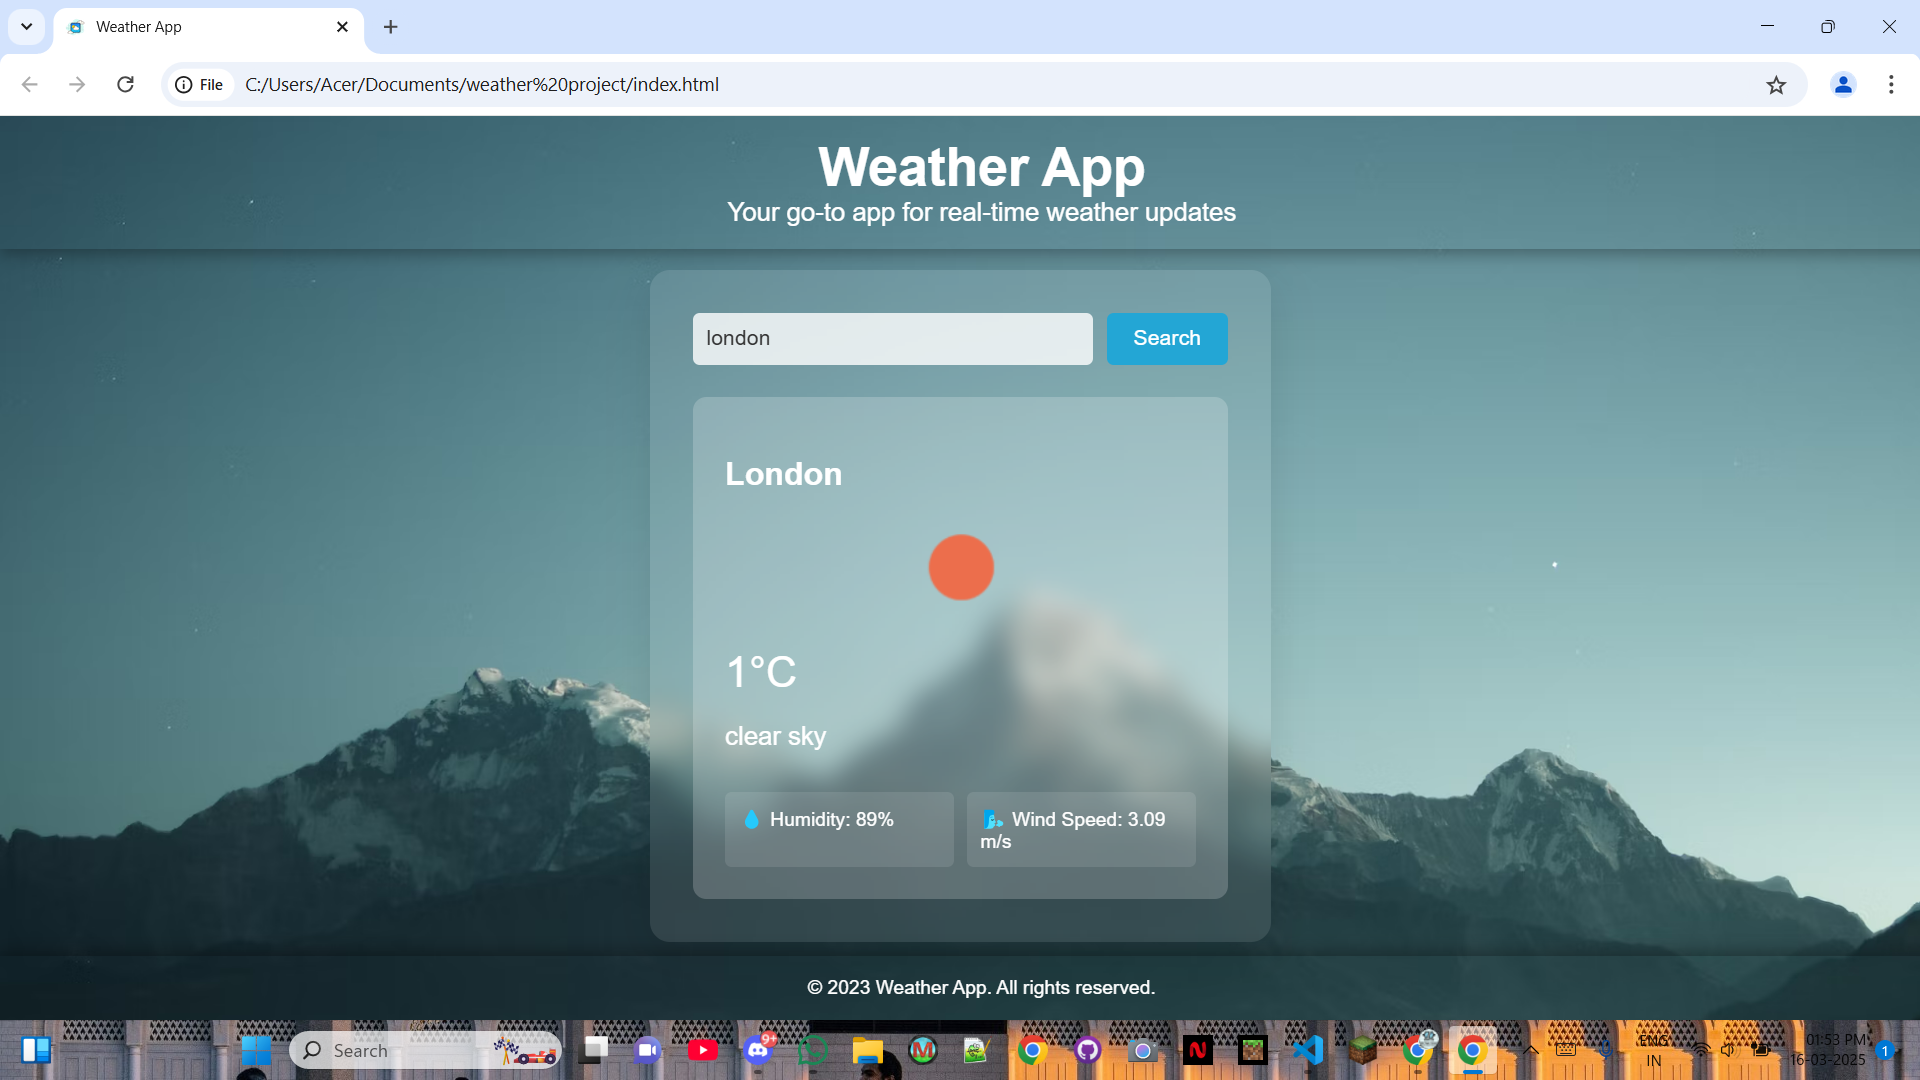 Weather App
File
C:/Users/Acer/Documents/weather%20project/index.html
Weather App
Your go-to app for real-time weather updates
london
Search
London
1°C
clear sky
Humidity: 89%
Wind Speed: 3.09
m/s
© 2023 Weather App. All rights reserved.
Search
9+
M
N
ENG
IN
01:53 PM
16-03-2025
1